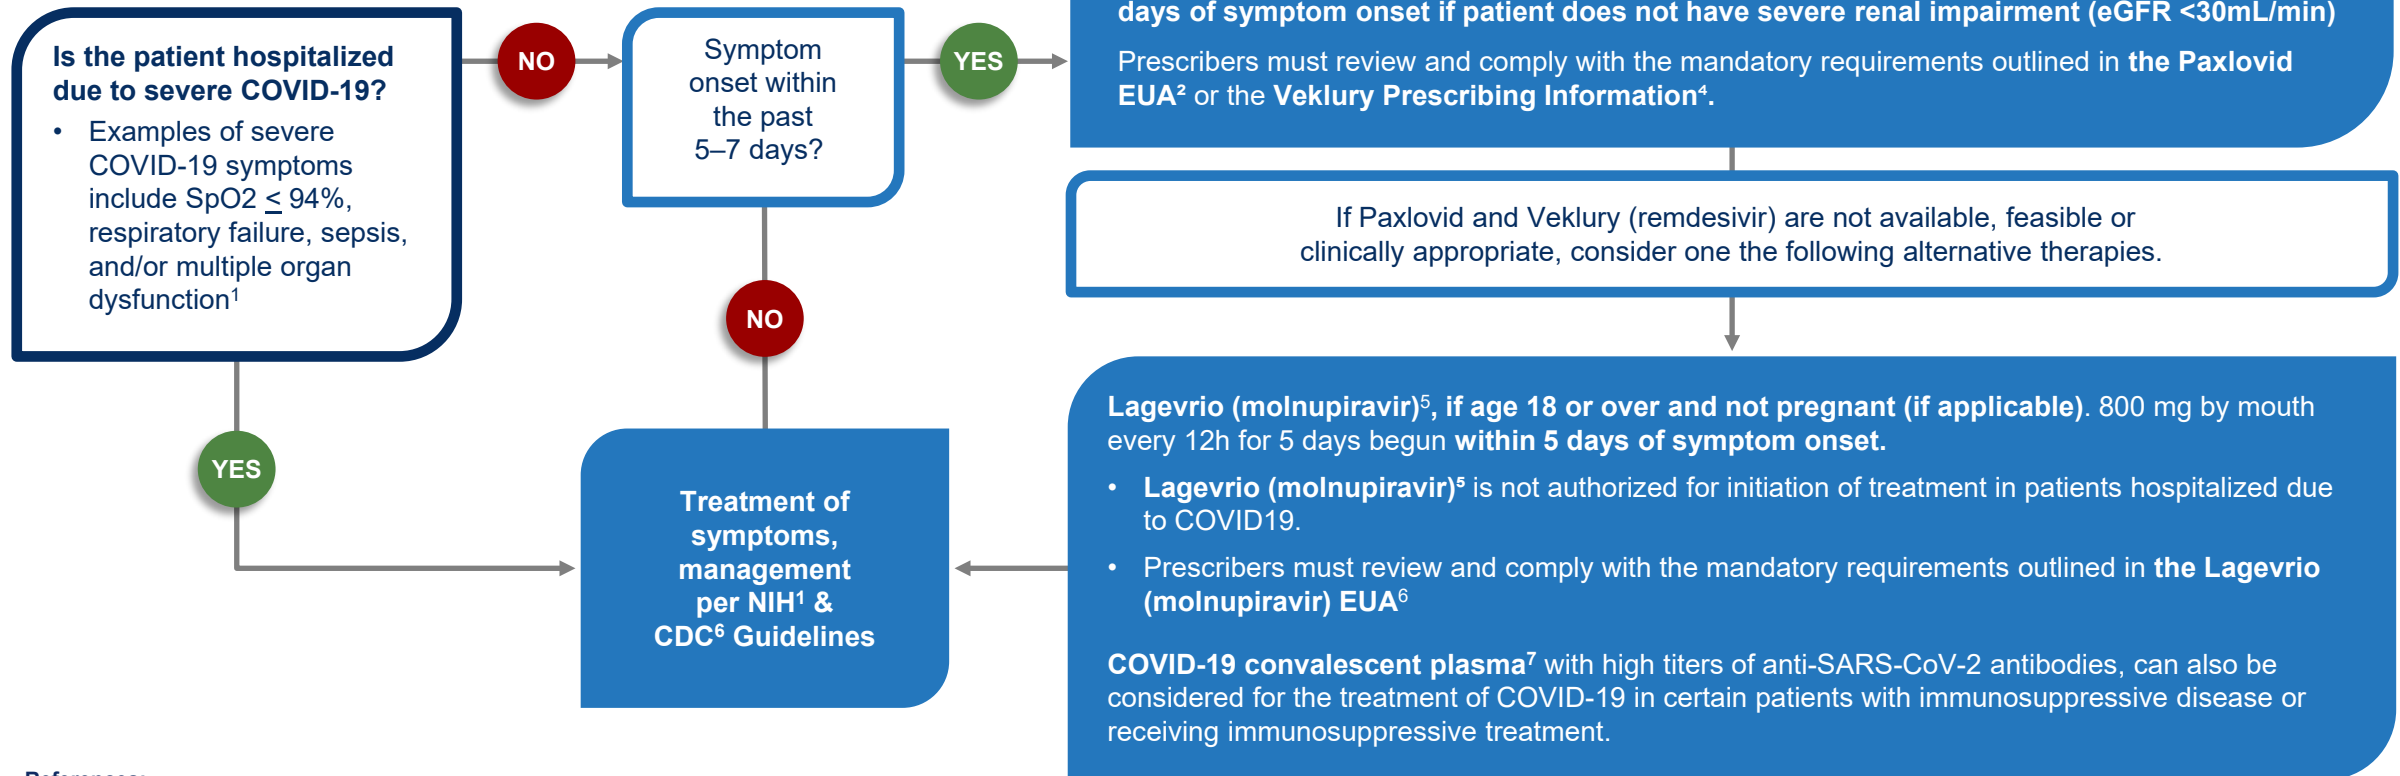 Is the patient hospitalized
due to severe COVID-19?
• Examples of severe
COVID-19 symptoms
include SpO2 < 94%,
respiratory failure, sepsis,
and/or multiple organ
dysfunction¹
NO
Symptom
onset within
the past
5–7 days?
YES
days of symptom onset if patient does not have severe renal impairment (eGFR <30mL/min)
Prescribers must review and comply with the mandatory requirements outlined in the Paxlovid
EUA² or the Veklury Prescribing Information⁴.
If Paxlovid and Veklury (remdesivir) are not available, feasible or
clinically appropriate, consider one the following alternative therapies.
NO
YES
Treatment of
symptoms,
management
per NIH¹ &
CDC⁶ Guidelines
Lagevrio (molnupiravir)⁵, if age 18 or over and not pregnant (if applicable). 800 mg by mouth
every 12h for 5 days begun within 5 days of symptom onset.
• Lagevrio (molnupiravir)⁵ is not authorized for initiation of treatment in patients hospitalized due
to COVID19.
• Prescribers must review and comply with the mandatory requirements outlined in the Lagevrio
(molnupiravir) EUA⁶
COVID-19 convalescent plasma⁷ with high titers of anti-SARS-CoV-2 antibodies, can also be
considered for the treatment of COVID-19 in certain patients with immunosuppressive disease or
receiving immunosuppressive treatment.
References: